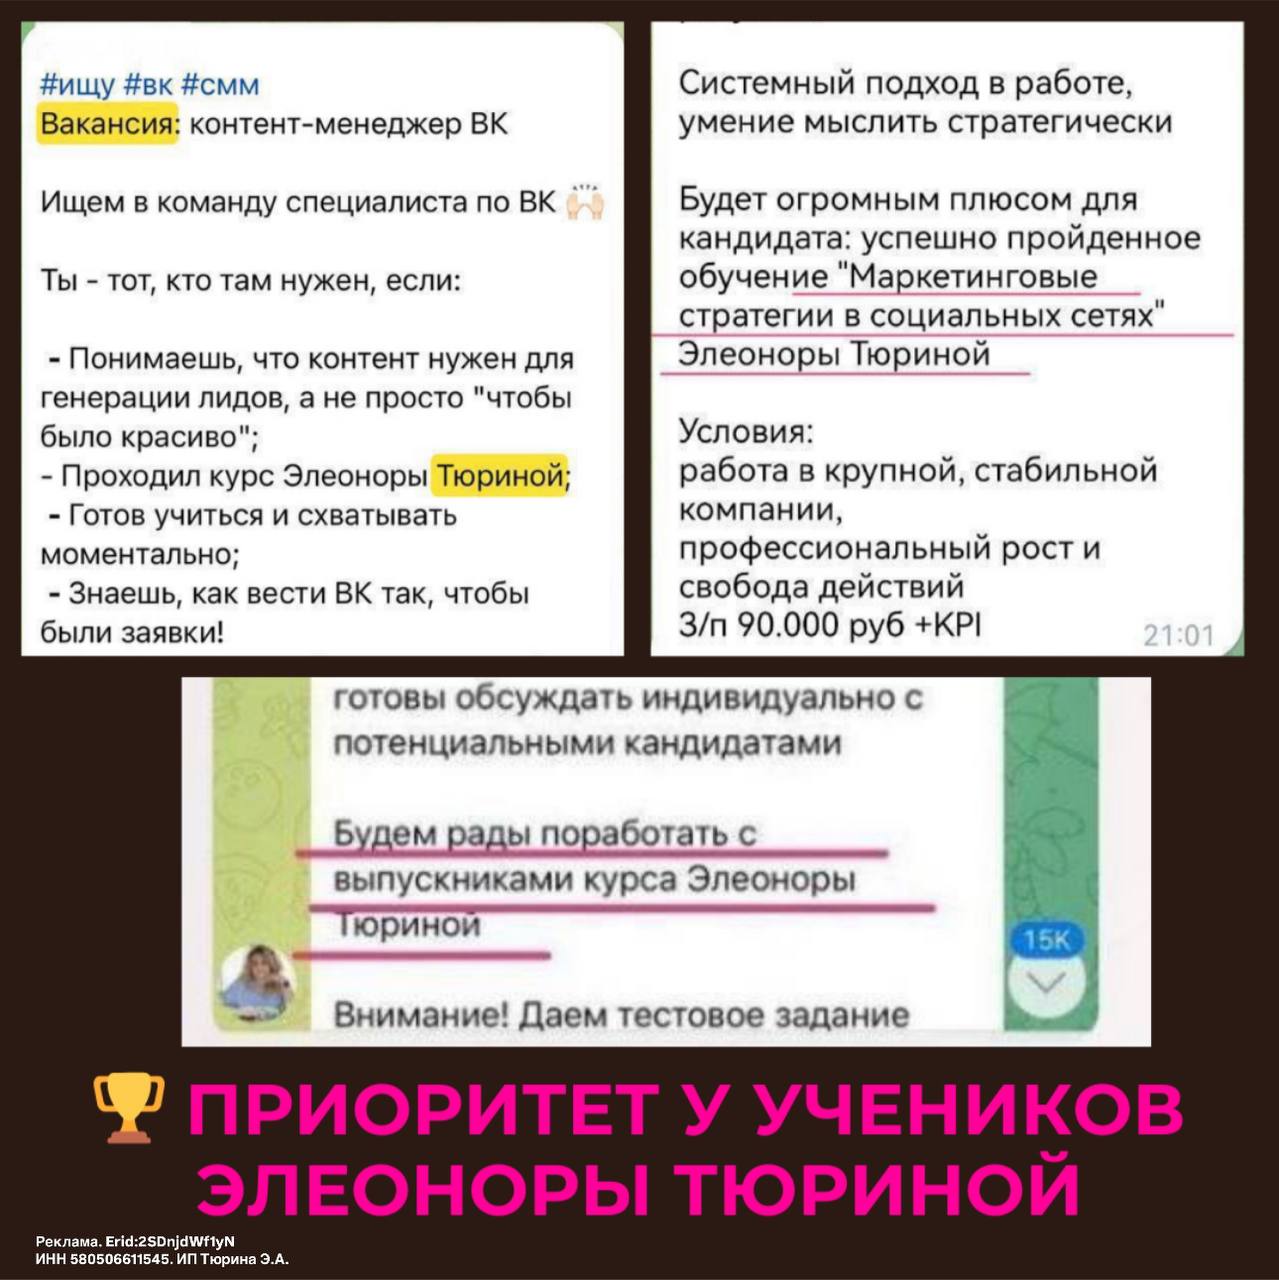 #ищу #вк #смм
Вакансия: контент-менеджер ВК
Ищем в команду специалиста по ВК 🙌🏻
Ты - тот, кто там нужен, если:
- Понимаешь, что контент нужен для
генерации лидов, а не просто "чтобы
было красиво";
- Проходил курс Элеоноры Тюриной;
- Готов учиться и схватывать
моментально;
- Знаешь, как вести ВК так, чтобы
были заявки!
Системный подход в работе,
умение мыслить стратегически
Будет огромным плюсом для
кандидата: успешно пройденное
обучение "Маркетинговые
стратегии в социальных сетях"
Элеоноры Тюриной
Условия:
работа в крупной, стабильной
компании,
профессиональный рост и
свобода действий
З/п 90.000 руб +KPI
21:01
готовы обсуждать индивидуально с
потенциальными кандидатами
Будем рады поработать с
выпускниками курса Элеоноры
Тюриной
15K
Внимание! Даем тестовое задание
🏆 ПРИОРИТЕТ У УЧЕНИКОВ
ЭЛЕОНОРЫ ТЮРИНОЙ
Реклама. Erid:2SDnjdWf1yN
ИНН 580506611545. ИП Тюрина Э.А.